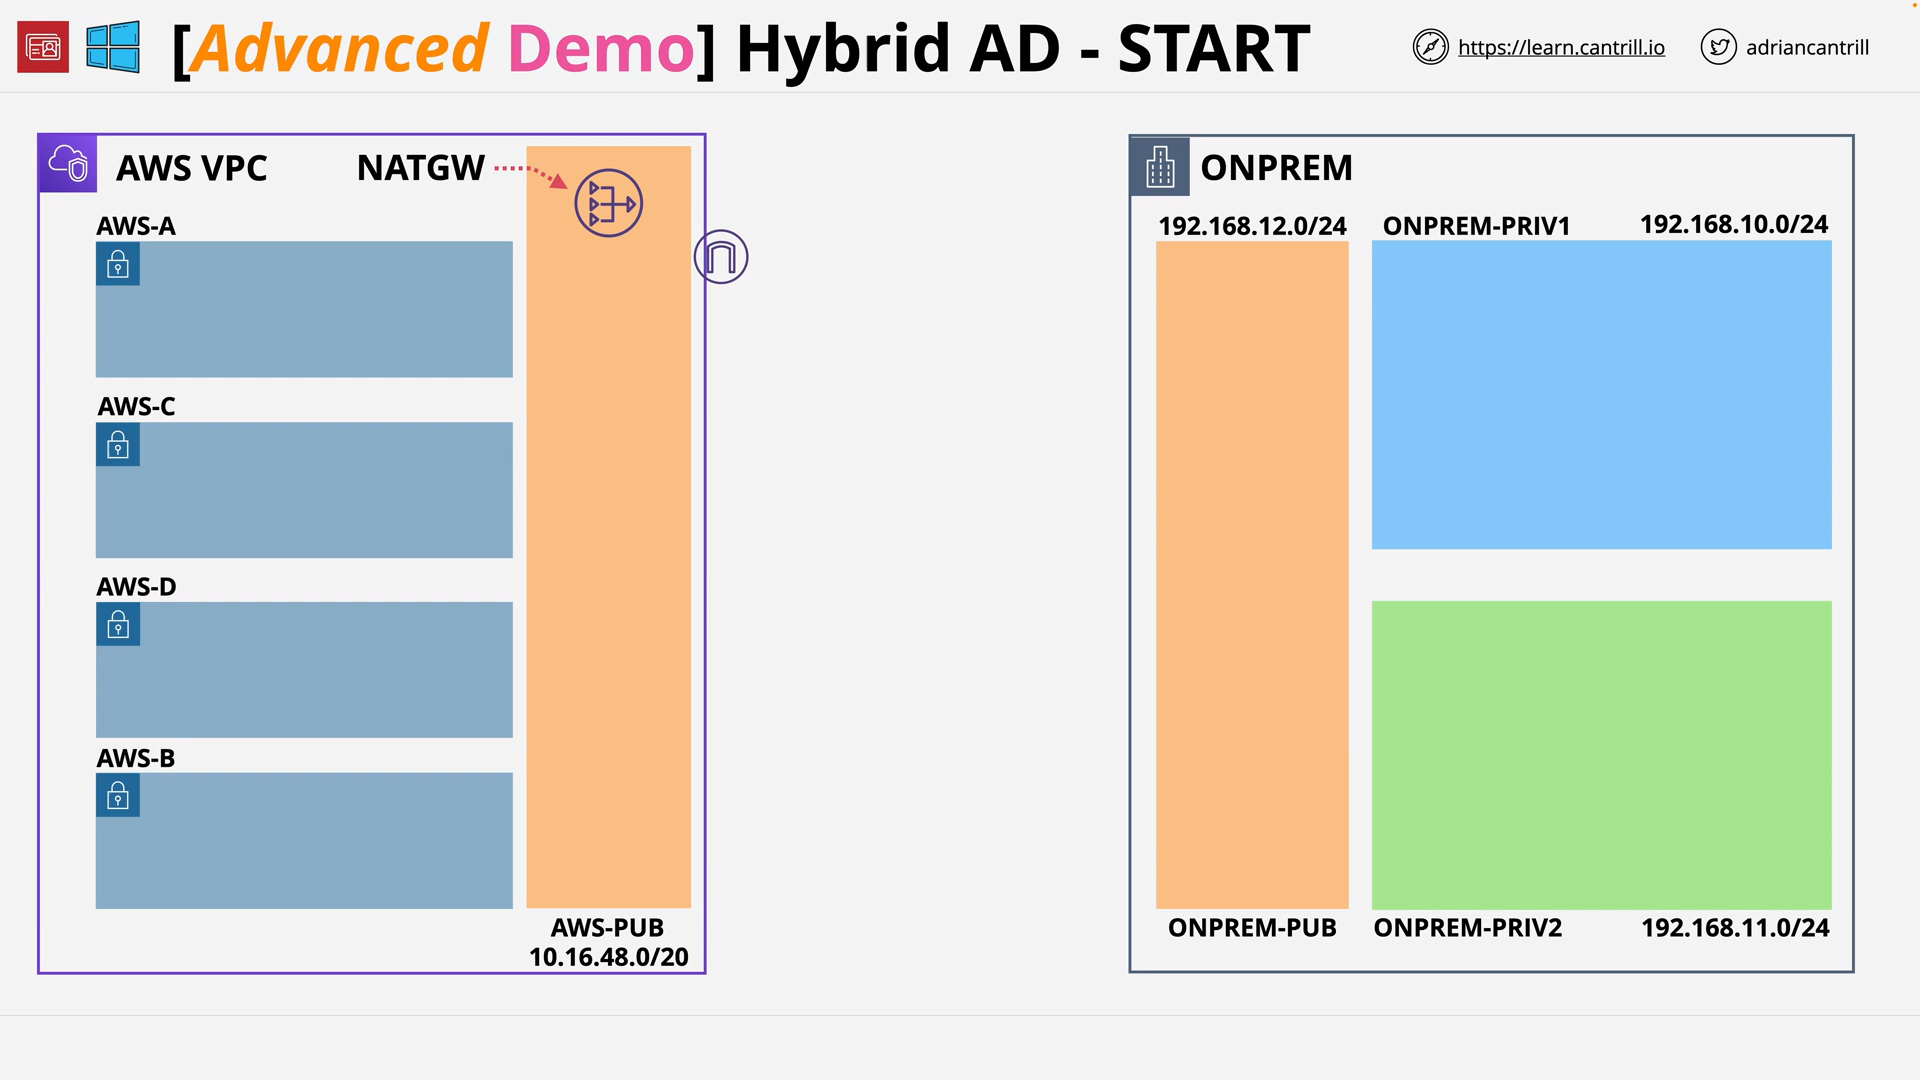 [Advanced Demo] Hybrid AD - START
https://learn.cantrill.io
adriancantrill
AWS VPC
NATGW
AWS-A
AWS-C
AWS-D
AWS-B
AWS-PUB
10.16.48.0/20
ONPREM
192.168.12.0/24
ONPREM-PRIV1
192.168.10.0/24
ONPREM-PUB
ONPREM-PRIV2
192.168.11.0/24